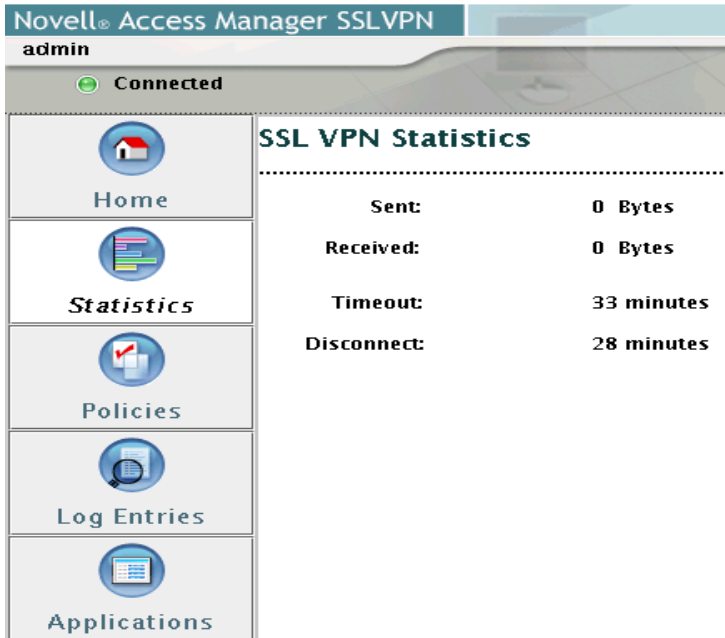 Novell® Access Manager SSLVPN
admin
Connected
Home
Statistics
Policies
Log Entries
Applications
SSL VPN Statistics
Sent: 0 Bytes
Received: 0 Bytes
Timeout: 33 minutes
Disconnect: 28 minutes